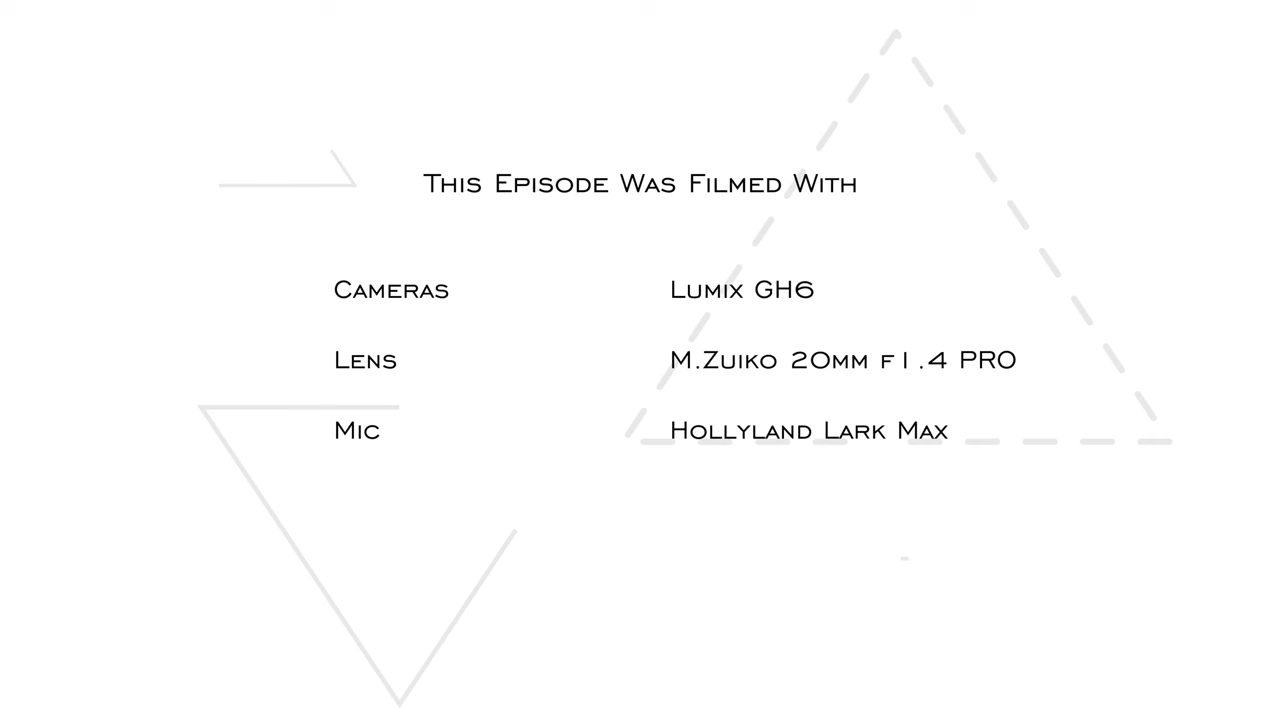 This Episode Was Filmed With
Cameras Lumix GH6
Lens M.Zuiko 20mm f1.4 PRO
Mic Hollyland Lark Max